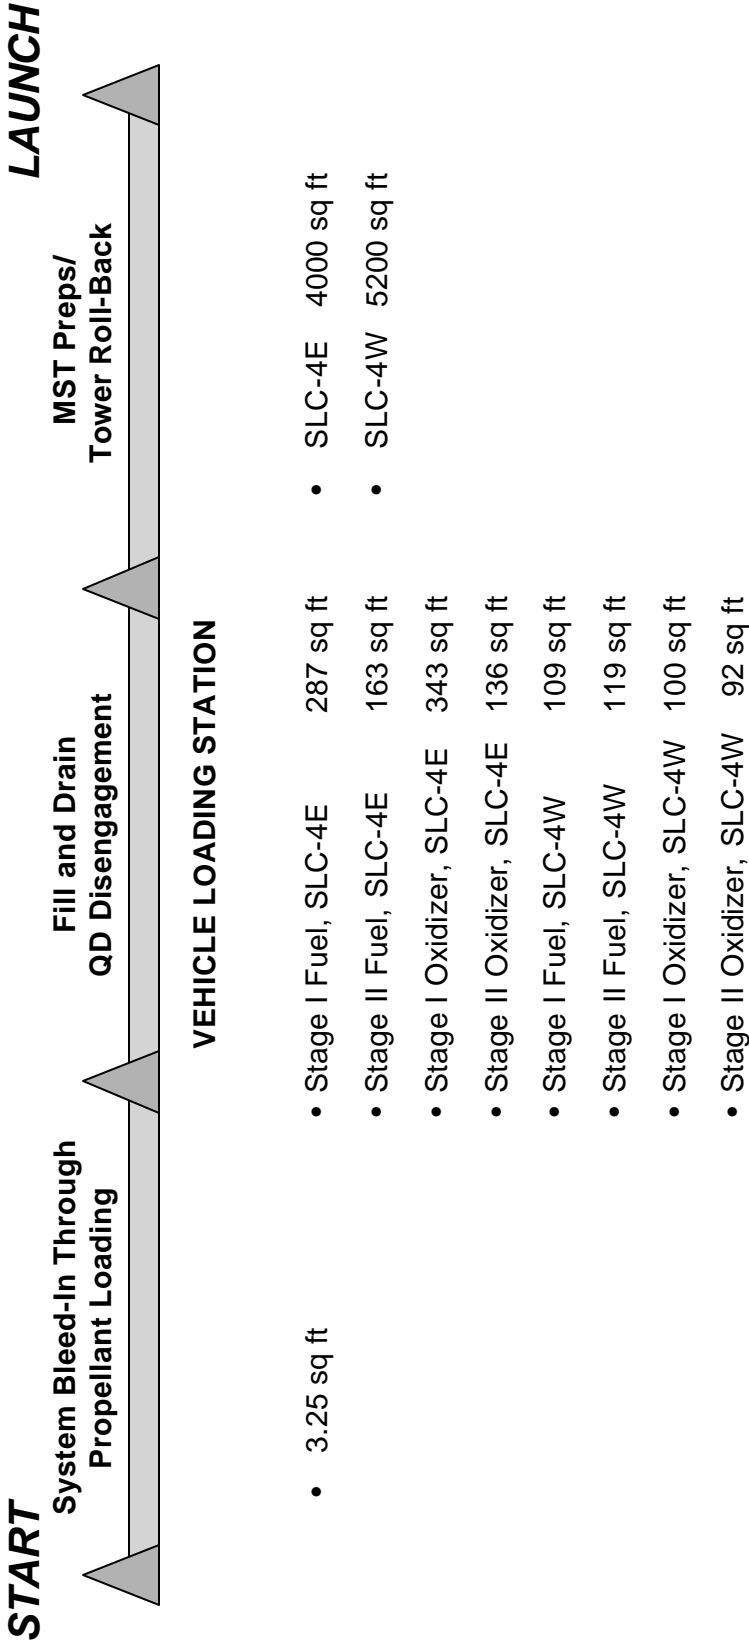 START
LAUNCH
System Bleed-In Through
Propellant Loading
Fill and Drain
QD Disengagement
MST Preps/
Tower Roll-Back
VEHICLE LOADING STATION
• 3.25 sq ft
• Stage I Fuel, SLC-4E 287 sq ft
• Stage II Fuel, SLC-4E 163 sq ft
• Stage I Oxidizer, SLC-4E 343 sq ft
• Stage II Oxidizer, SLC-4E 136 sq ft
• Stage I Fuel, SLC-4W 109 sq ft
• Stage II Fuel, SLC-4W 119 sq ft
• Stage I Oxidizer, SLC-4W 100 sq ft
• Stage II Oxidizer, SLC-4W 92 sq ft
• SLC-4E 4000 sq ft
• SLC-4W 5200 sq ft